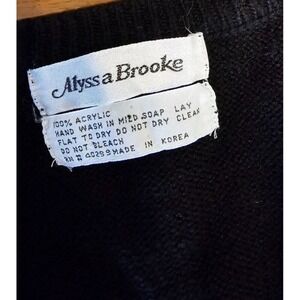 Alyssa Brooke
100% ACRYLIC
HAND WASH IN MILD SOAP LAY
FLAT TO DRY DO NOT DRY CLEAN
DO NOT BLEACH
RN # 40299 MADE IN KOREA